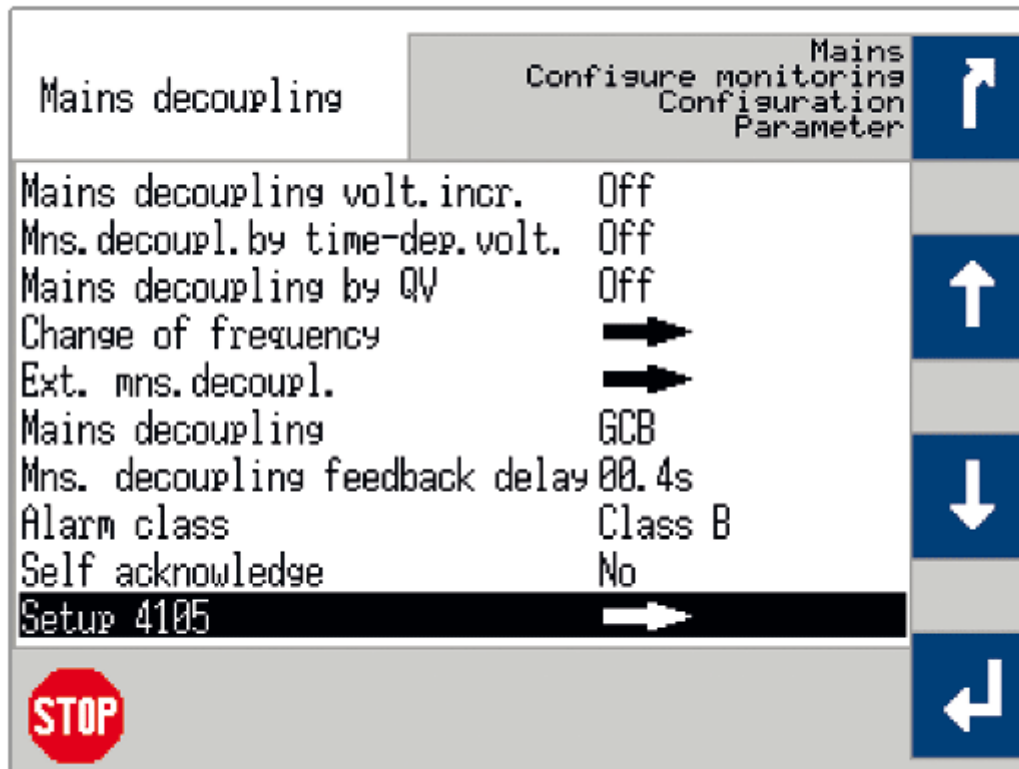 Mains decoupling
Mains
Configure monitoring
Configuration
Parameter
Mains decoupling volt.incr. Off
Mns.decoupl.by time-dep.volt. Off
Mains decoupling by QV Off
Change of frequency
Ext. mns.decoupl.
Mains decoupling GCB
Mns. decoupling feedback delay 00.4s
Alarm class Class B
Self acknowledge No
Setup 4105
STOP